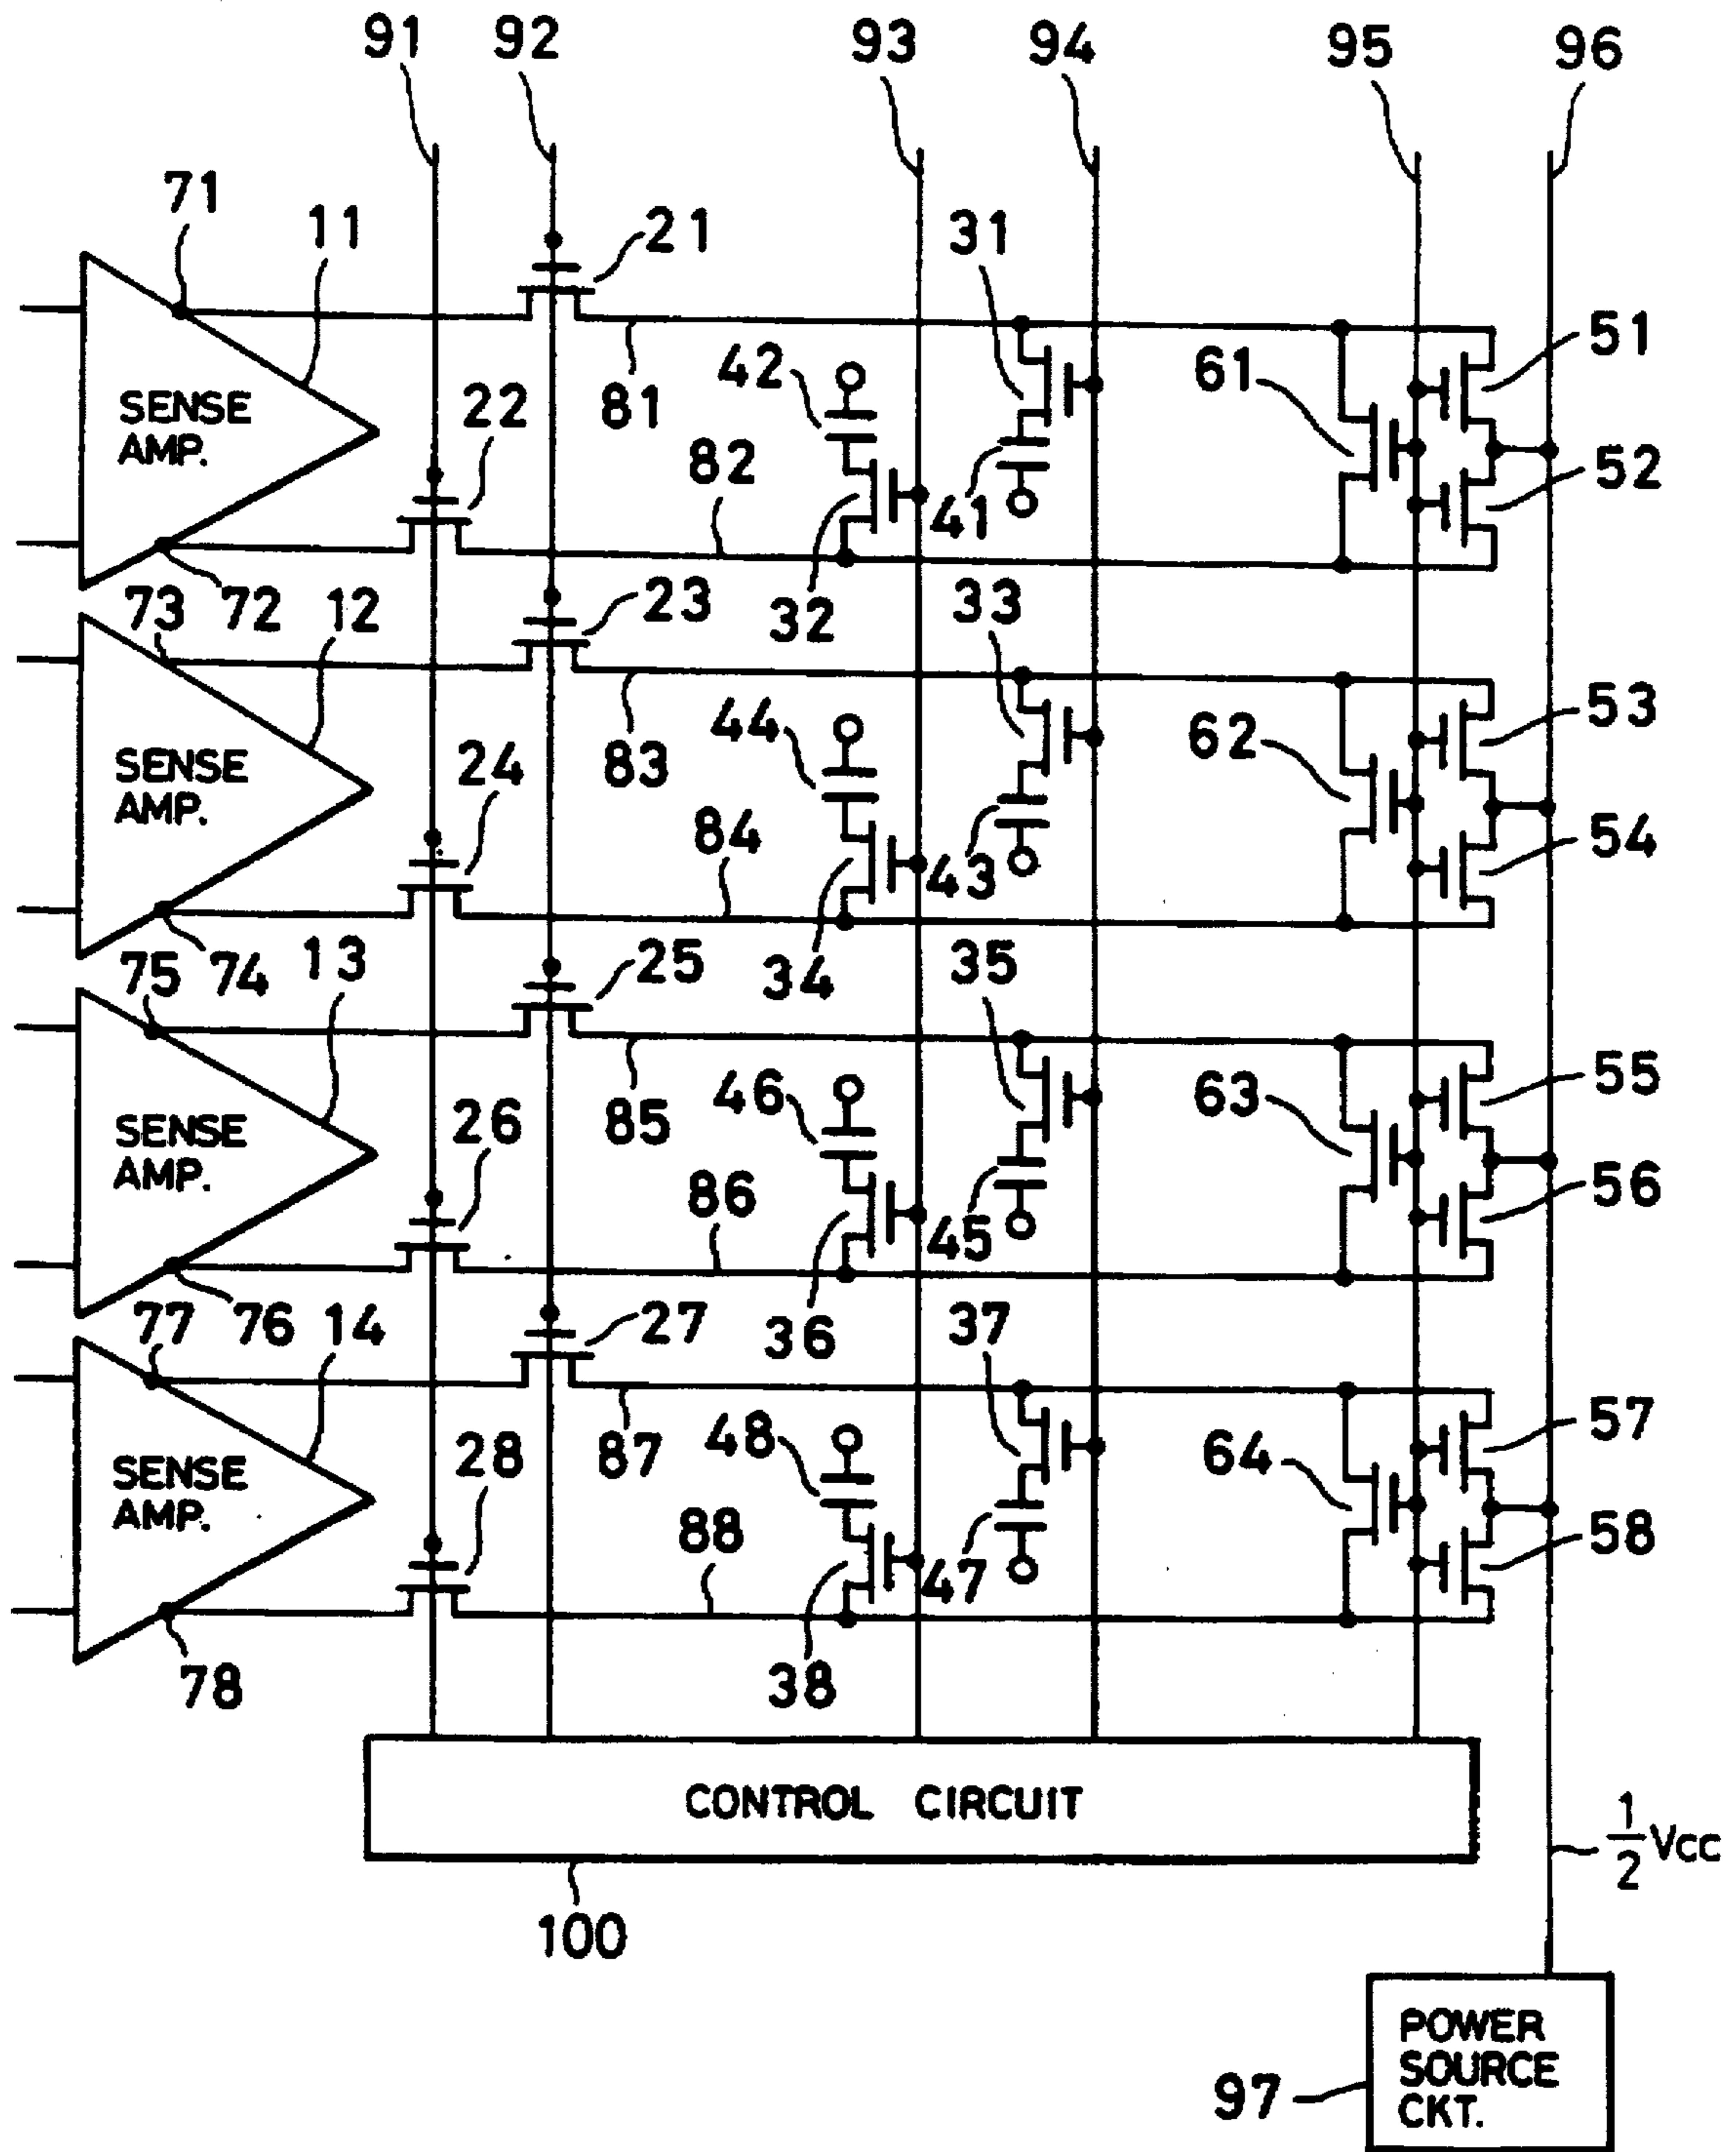 91 92 93 94 95 96
71 11 21 31
42 61 51
SENSE
AMP.
22 81
82 41 52
73 72 12 23 32 33
44 62 53
SENSE
AMP.
24 83
84 43 54
75 74 13 25 34 35
46 63 55
SENSE
AMP.
26 85
86 45 56
77 76 14 27 36 37
48 64 57
SENSE
AMP.
28 87
88 47 58
78 38
CONTROL CIRCUIT
100
1/2 Vcc
POWER
SOURCE
CKT.
97